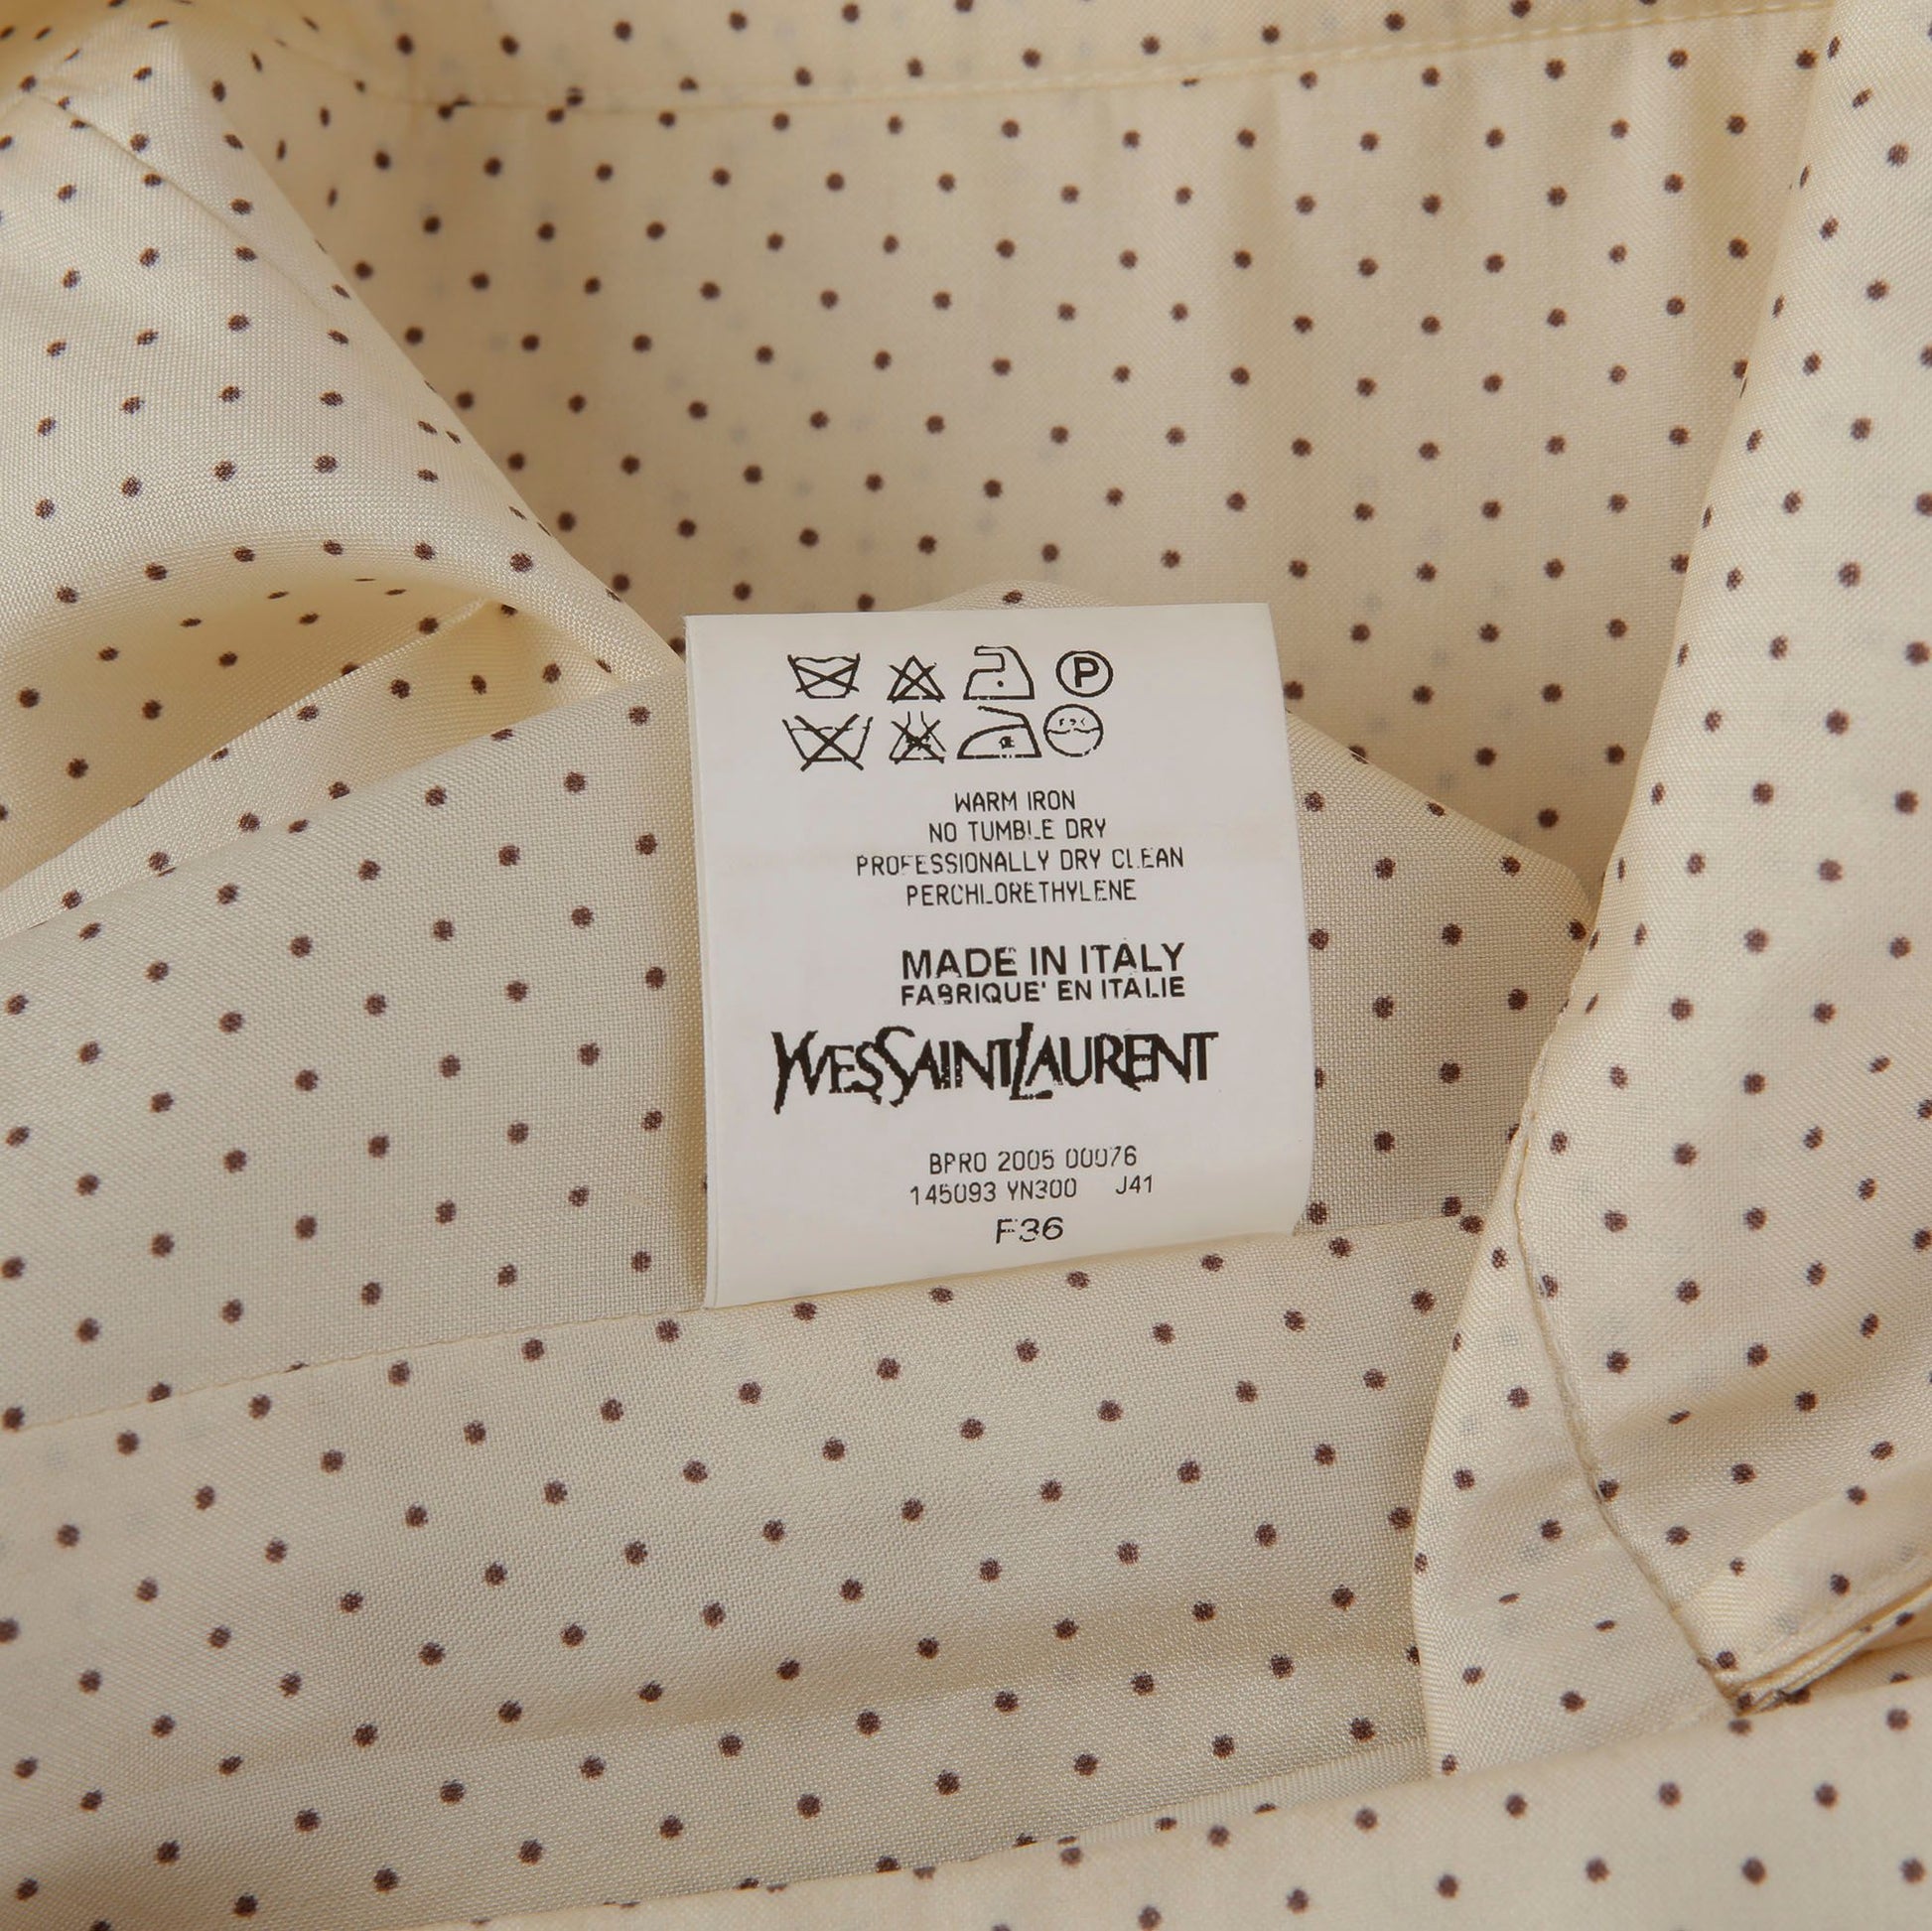 P
WARM IRON
NO TUMBLE DRY
PROFESSIONALLY DRY CLEAN
PERCHLORETHYLENE
MADE IN ITALY
FABRIQUE' EN ITALIE
YVESSAINTLAURENT
BPRO 2005 00076
145093 YN300 J41
F36